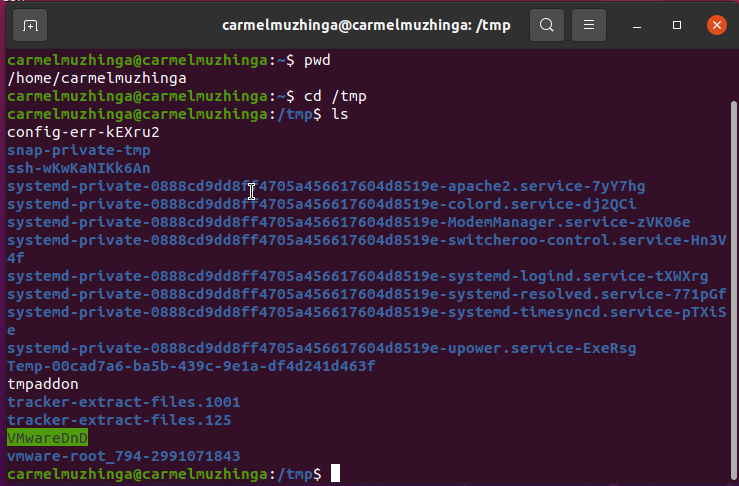 carmelmuzhinga@carmelmuzhinga: /tmp
carmelmuzhinga@carmelmuzhinga:~$ pwd
/home/carmelmuzhinga
carmelmuzhinga@carmelmuzhinga:~$ cd /tmp
carmelmuzhinga@carmelmuzhinga:/tmp$ ls
config-err-kEXru2
snap-private-tmp
ssh-wKwKaNIKk6An
systemd-private-0888cd9dd8ff4705a456617604d8519e-apache2.service-7yY7hg
systemd-private-0888cd9dd8ff4705a456617604d8519e-colord.service-dj2QCi
systemd-private-0888cd9dd8ff4705a456617604d8519e-ModemManager.service-zVK06e
systemd-private-0888cd9dd8ff4705a456617604d8519e-switcheroo-control.service-Hn3V
4f
systemd-private-0888cd9dd8ff4705a456617604d8519e-systemd-logind.service-tXWXrg
systemd-private-0888cd9dd8ff4705a456617604d8519e-systemd-resolved.service-771pGf
systemd-private-0888cd9dd8ff4705a456617604d8519e-systemd-timesyncd.service-pTXiS
e
systemd-private-0888cd9dd8ff4705a456617604d8519e-upower.service-ExeRsg
Temp-00cad7a6-ba5b-439c-9e1a-df4d241d463f
tmpaddon
tracker-extract-files.1001
tracker-extract-files.125
VMwareDnD
vmware-root_794-2991071843
carmelmuzhinga@carmelmuzhinga:/tmp$